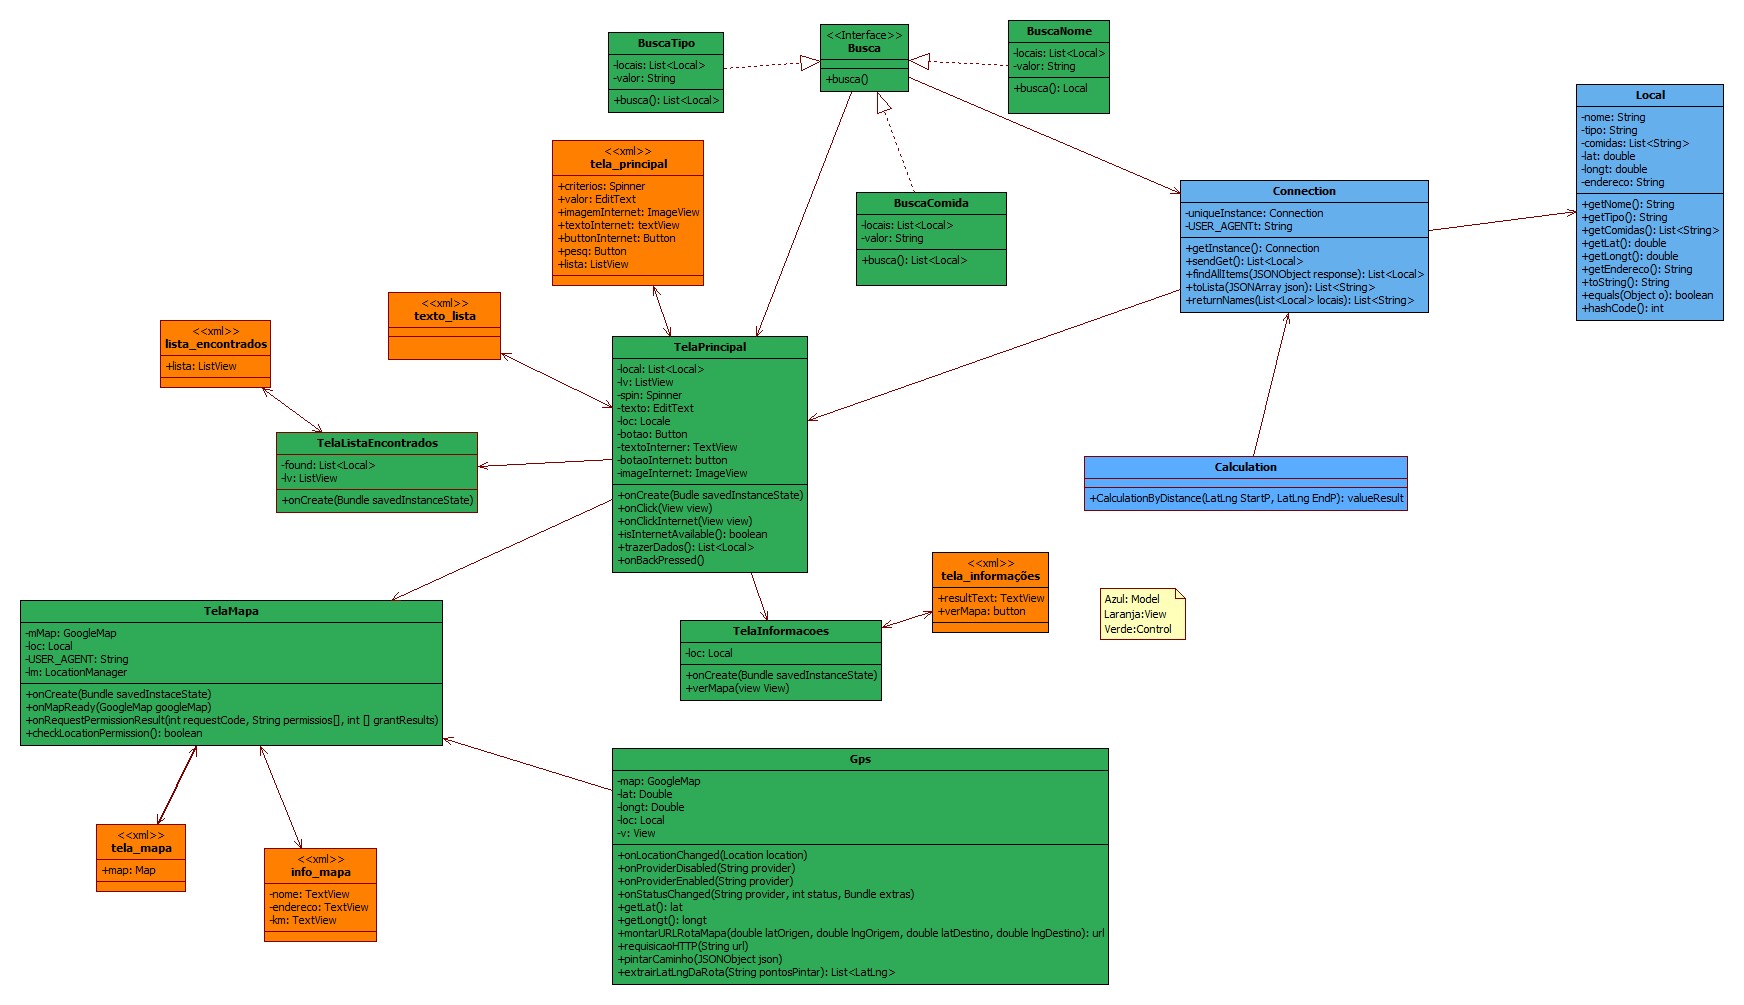 BuscaTipo
-locais: List<Local>
-valor: String
+busca(): List<Local>
<<Interface>>
Busca
+busca()
BuscaNome
-locais: List<Local>
-valor: String
+busca(): Local
Local
-nome: String
-tipo: String
-comidas: List<String>
-lat: double
-longt: double
-endereco: String
+getNome(): String
+getTipo(): String
+getComidas(): List<String>
+getLat(): double
+getLongt(): double
+getEndereco(): String
+toString(): String
+equals(Object o): boolean
+hashCode(): int
<<xml>>
tela_principal
+criterios: Spinner
+valor: EditText
+imagemInternet: ImageView
+textoInternet: textView
+buttonInternet: Button
+pesq: Button
+lista: ListView
BuscaComida
-locais: List<Local>
-valor: String
+busca(): List<Local>
Connection
-uniqueInstance: Connection
-USER_AGENTt: String
+getInstance(): Connection
+sendGet(): List<Local>
+findAllItems(JSONObject response): List<Local>
+toLista(JSONArray json): List<String>
+returnNames(List<Local> locais): List<String>
<<xml>>
texto_lista
<<xml>>
lista_encontrados
+lista: ListView
TelaPrincipal
-local: List<Local>
-lv: ListView
-spin: Spinner
-texto: EditText
-loc: Locale
-botao: Button
-textoInterner: TextView
-botaoInternet: button
-imageInternet: ImageView
+onCreate(Budle savedInstanceState)
+onClick(View view)
+onClickInternet(View view)
+isInternetAvailable(): boolean
+trazerDados(): List<Local>
+onBackPressed()
TelaListaEncontrados
-found: List<Local>
-lv: ListView
+onCreate(Bundle savedInstanceState)
Calculation
+CalculationByDistance(LatLng StartP, LatLng EndP): valueResult
<<xml>>
tela_informações
+resultText: TextView
+verMapa: button
Azul: Model
Laranja:View
Verde:Control
TelaMapa
-mMap: GoogleMap
-loc: Local
-USER_AGENT: String
-lm: LocationManager
+onCreate(Bundle savedInstaceState)
+onMapReady(GoogleMap googleMap)
+onRequestPermissionResult(int requestCode, String permissios[], int [] grantResults)
+checkLocationPermission(): boolean
TelaInformacoes
-loc: Local
+onCreate(Bundle savedInstanceState)
+verMapa(view View)
Gps
-map: GoogleMap
-lat: Double
-longt: Double
-loc: Local
-v: View
+onLocationChanged(Location location)
+onProviderDisabled(String provider)
+onProviderEnabled(String provider)
+onStatusChanged(String provider, int status, Bundle extras)
+getLat(): lat
+getLongt(): longt
+montarURLRotaMapa(double latOrigen, double lngOrigem, double latDestino, double lngDestino): url
+requisicaoHTTP(String url)
+pintarCaminho(JSONObject json)
+extrairLatLngDaRota(String pontosPintar): List<LatLng>
<<xml>>
tela_mapa
+map: Map
<<xml>>
info_mapa
-nome: TextView
-endereco: TextView
-km: TextView